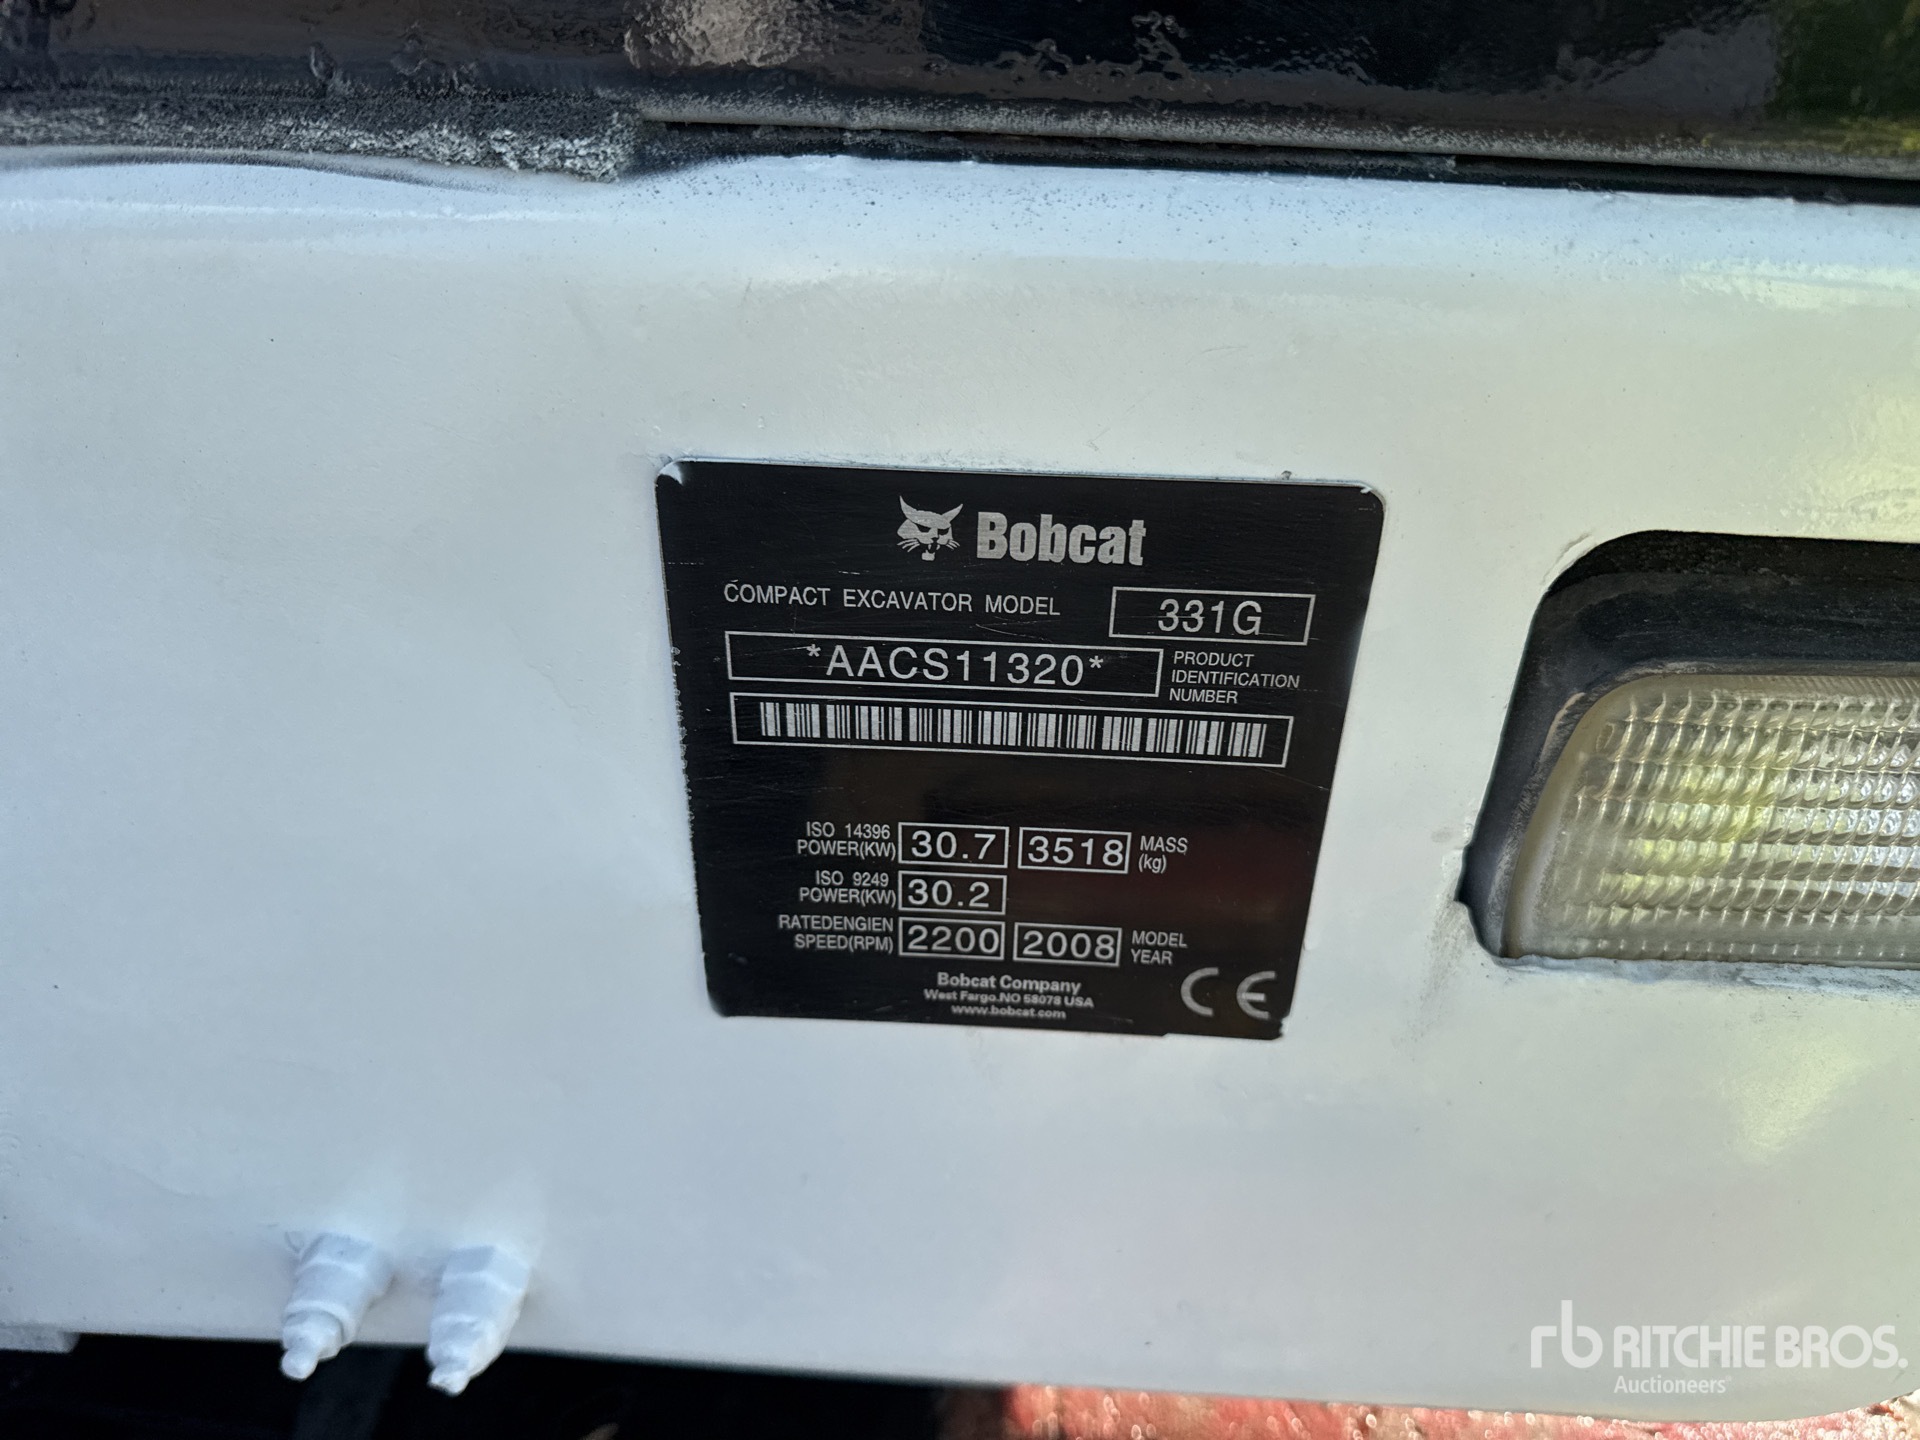 Bobcat
COMPACT EXCAVATOR MODEL 331G
*AACS11320* PRODUCT
IDENTIFICATION
NUMBER
ISO 14396
POWER(KW) 30.7 3518 MASS
(kg)
ISO 9249
POWER(KW) 30.2
RATEDENGIEN
SPEED(RPM) 2200 2008 MODEL
YEAR
Bobcat Company
West Fargo.NO 58078 USA
www.bobcat.com
CE
rb RITCHIE BROS.
Auctioneers